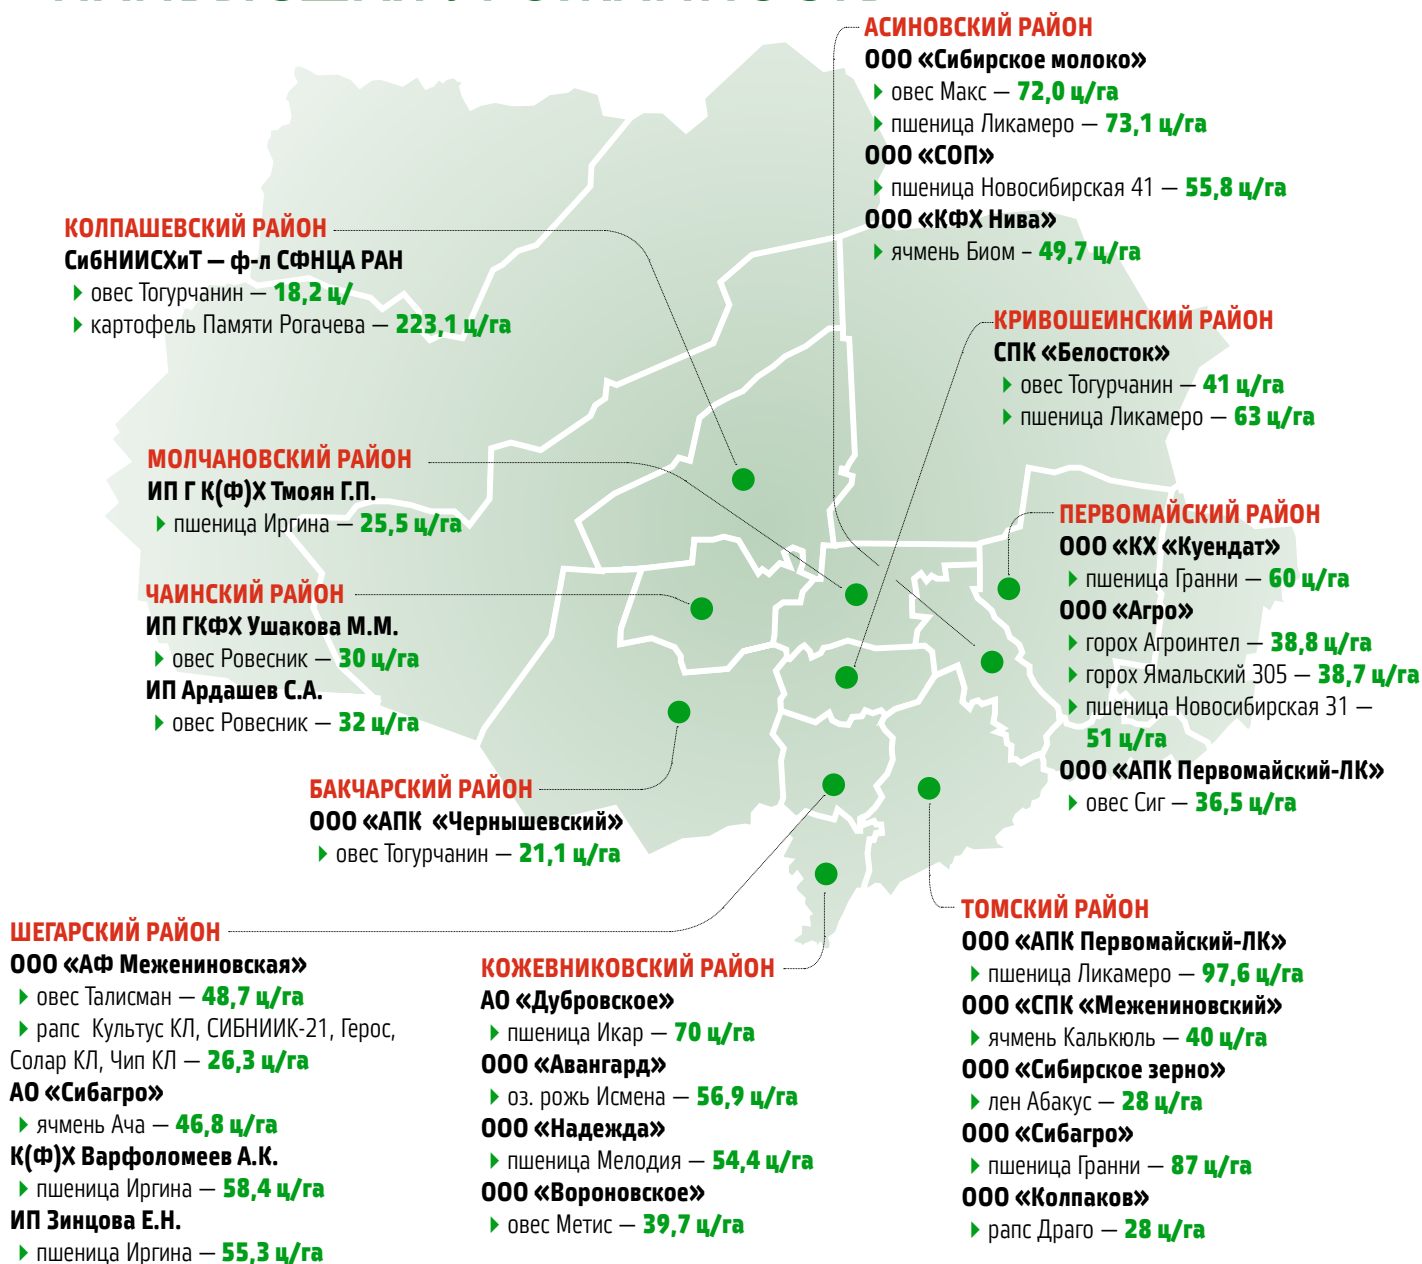 АСИНОВСКИЙ РАЙОН
ООО «Сибирское молоко»
овес Макс — 72,0 ц/га
пшеница Ликамеро — 73,1 ц/га
ООО «СОП»
пшеница Новосибирская 41 — 55,8 ц/га
ООО «КФХ Нива»
ячмень Биом – 49,7 ц/га
КОЛПАШЕВСКИЙ РАЙОН
СибНИИСХиТ — ф-л СФНЦА РАН
овес Тогурчанин — 18,2 ц/
картофель Памяти Рогачева — 223,1 ц/га
КРИВОШЕИНСКИЙ РАЙОН
СПК «Белосток»
овес Тогурчанин — 41 ц/га
пшеница Ликамеро — 63 ц/га
МОЛЧАНОВСКИЙ РАЙОН
ИП Г К(Ф)Х Тмоян Г.П.
пшеница Иргина — 25,5 ц/га
ПЕРВОМАЙСКИЙ РАЙОН
ООО «КХ «Куендат»
пшеница Гранни — 60 ц/га
ООО «Агро»
горох Агроинтел — 38,8 ц/га
горох Ямальский 305 — 38,7 ц/га
пшеница Новосибирская 31 —
51 ц/га
ООО «АПК Первомайский-ЛК»
овес Сиг — 36,5 ц/га
ЧАИНСКИЙ РАЙОН
ИП ГКФХ Ушакова М.М.
овес Ровесник — 30 ц/га
ИП Ардашев С.А.
овес Ровесник — 32 ц/га
БАКЧАРСКИЙ РАЙОН
ООО «АПК «Чернышевский»
овес Тогурчанин — 21,1 ц/га
ШЕГАРСКИЙ РАЙОН
ООО «АФ Межениновская»
овес Талисман — 48,7 ц/га
рапс Культус КЛ, СИБНИИК-21, Герос,
Солар КЛ, Чип КЛ — 26,3 ц/га
АО «Сибагро»
ячмень Ача — 46,8 ц/га
К(Ф)Х Варфоломеев А.К.
пшеница Иргина — 58,4 ц/га
ИП Зинцова Е.Н.
пшеница Иргина — 55,3 ц/га
КОЖЕВНИКОВСКИЙ РАЙОН
АО «Дубровское»
пшеница Икар — 70 ц/га
ООО «Авангард»
оз. рожь Исмена — 56,9 ц/га
ООО «Надежда»
пшеница Мелодия — 54,4 ц/га
ООО «Вороновское»
овес Метис — 39,7 ц/га
ТОМСКИЙ РАЙОН
ООО «АПК Первомайский-ЛК»
пшеница Ликамеро — 97,6 ц/га
ООО «СПК «Межениновский»
ячмень Калькюль — 40 ц/га
ООО «Сибирское зерно»
лен Абакус — 28 ц/га
ООО «Сибагро»
пшеница Гранни — 87 ц/га
ООО «Колпаков»
рапс Драго — 28 ц/га